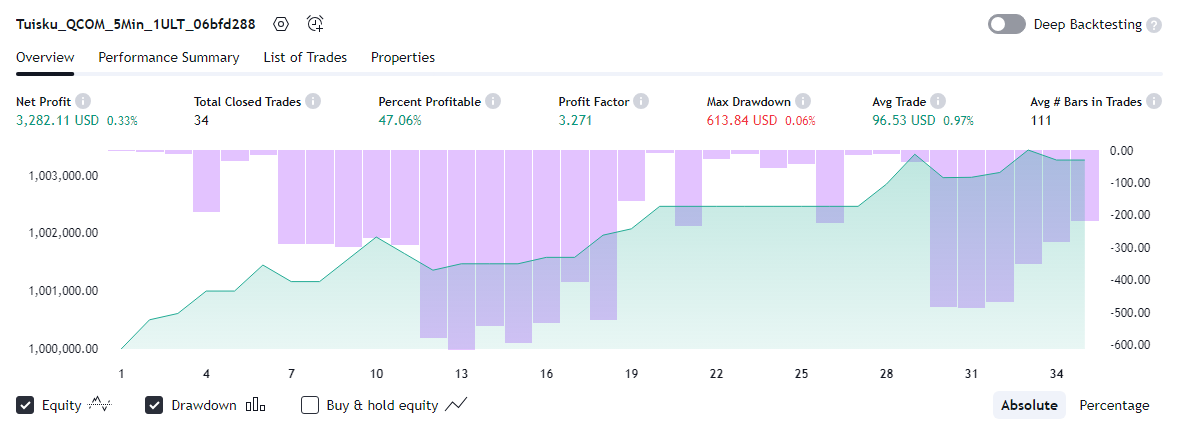 Tuisku_QCOM_5Min_1ULT_06bfd288 Deep Backtesting ?
Overview Performance Summary List of Trades Properties
Net Profit i Total Closed Trades i Percent Profitable i Profit Factor i Max Drawdown i Avg Trade i Avg # Bars in Trades i
3,282.11 USD 0.33% 34 47.06% 3.271 613.84 USD 0.06% 96.53 USD 0.97% 111
0.00
1,003,000.00
-100.00
-200.00
1,002,000.00
-300.00
1,001,000.00
-400.00
-500.00
1,000,000.00 -600.00
1 4 7 10 13 16 19 22 25 28 31 34
Equity Drawdown Buy & hold equity Absolute Percentage